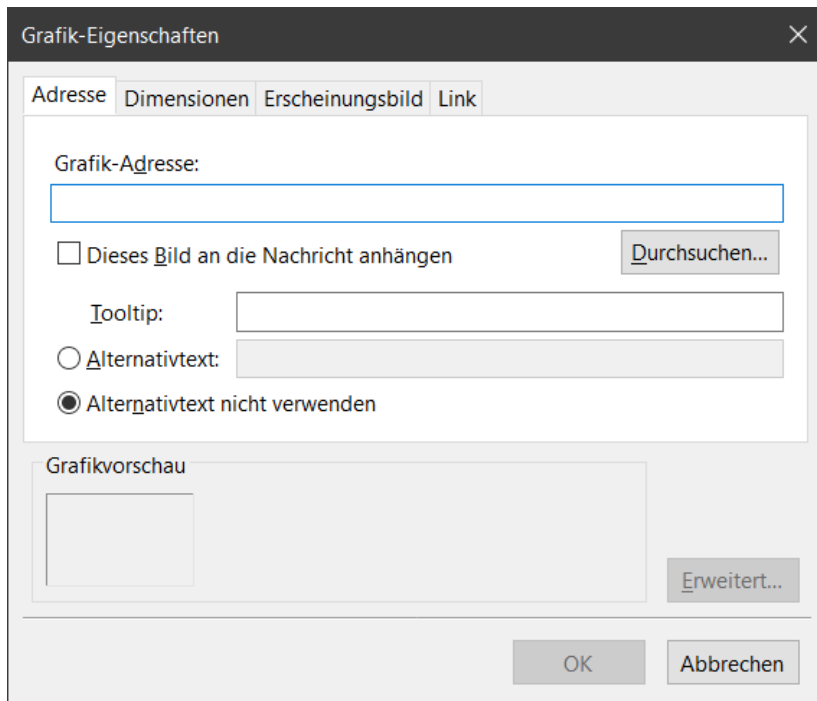 Grafik-Eigenschaften
Adresse Dimensionen Erscheinungsbild Link
Grafik-Adresse:
Dieses Bild an die Nachricht anhängen Durchsuchen...
Tooltip:
Alternativtext:
Alternativtext nicht verwenden
Grafikvorschau
Erweitert...
OK Abbrechen